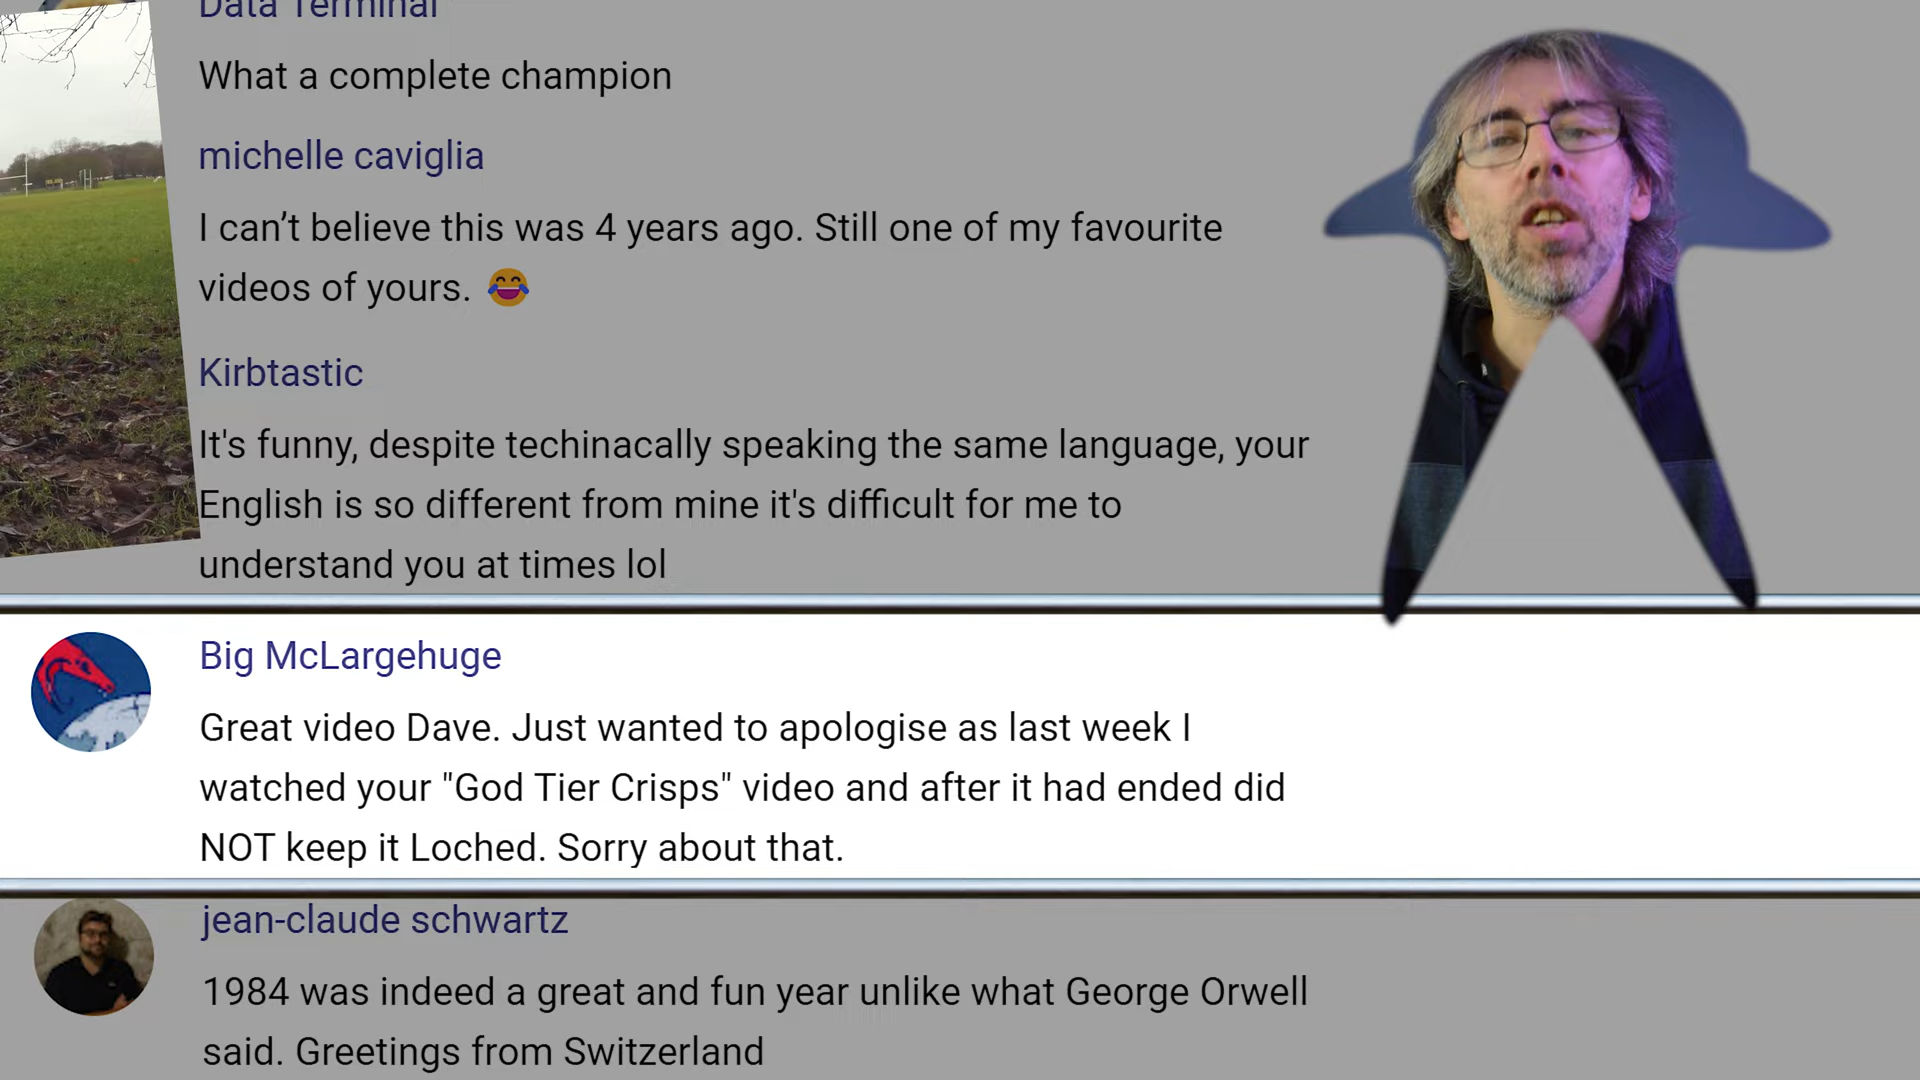 Data Terminal
What a complete champion
michelle caviglia
I can’t believe this was 4 years ago. Still one of my favourite
videos of yours. 😂
Kirbtastic
It's funny, despite techinacally speaking the same language, your
English is so different from mine it's difficult for me to
understand you at times lol
Big McLargehuge
Great video Dave. Just wanted to apologise as last week I
watched your "God Tier Crisps" video and after it had ended did
NOT keep it Loched. Sorry about that.
jean-claude schwartz
1984 was indeed a great and fun year unlike what George Orwell
said. Greetings from Switzerland